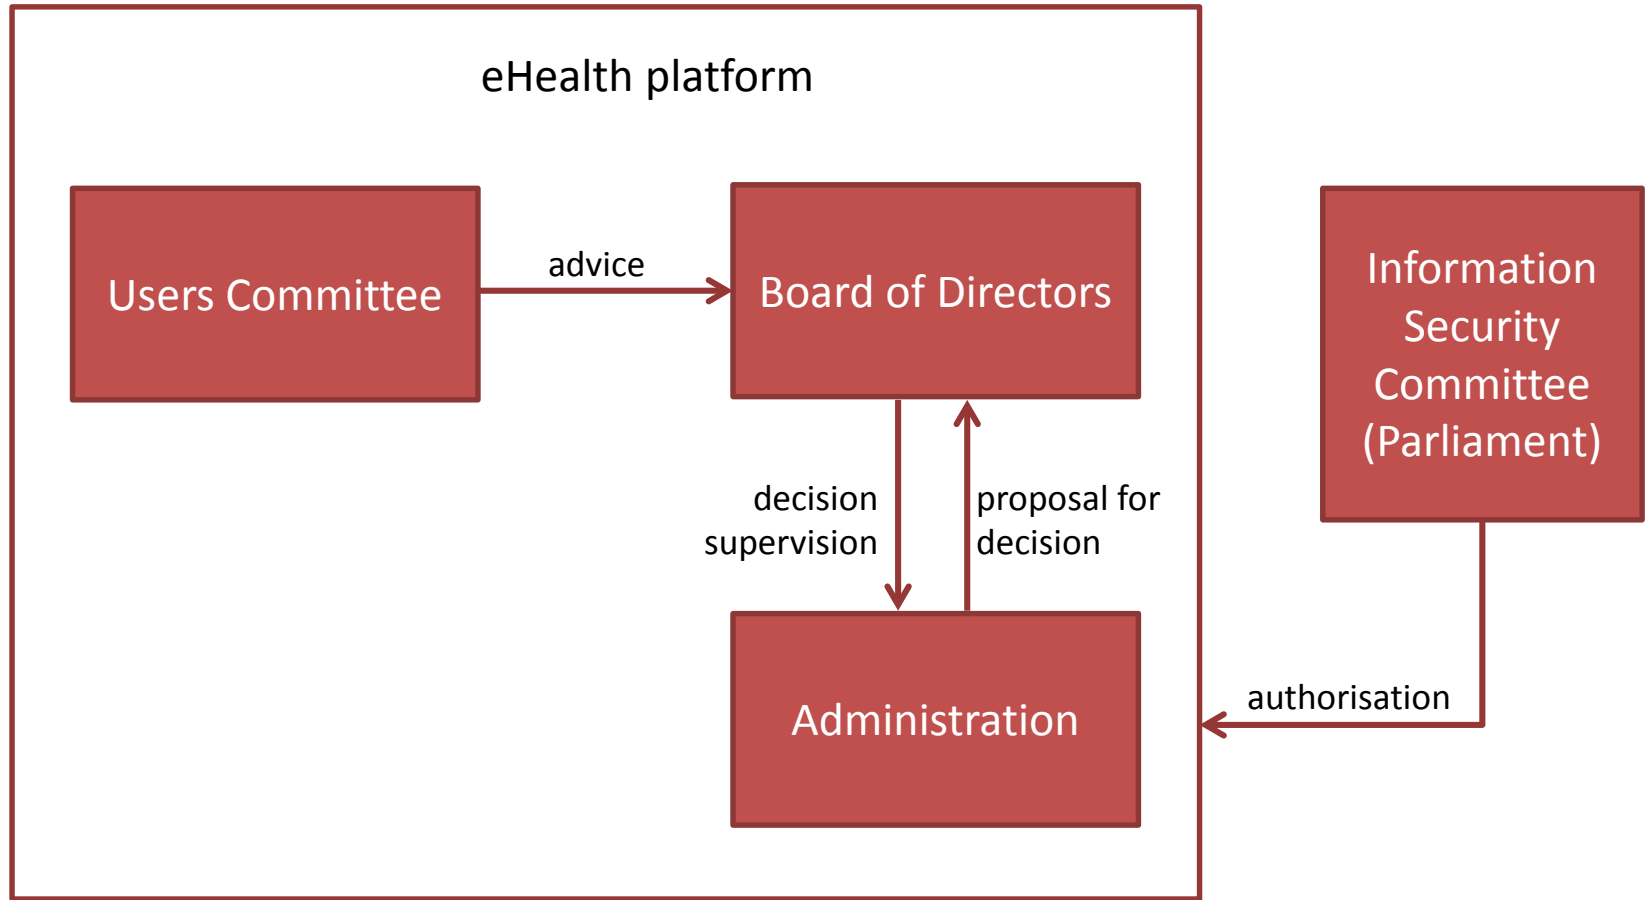 eHealth platform
Users Committee
advice
Board of Directors
Information
Security
Committee
(Parliament)
decision
supervision
proposal for
decision
Administration
authorisation